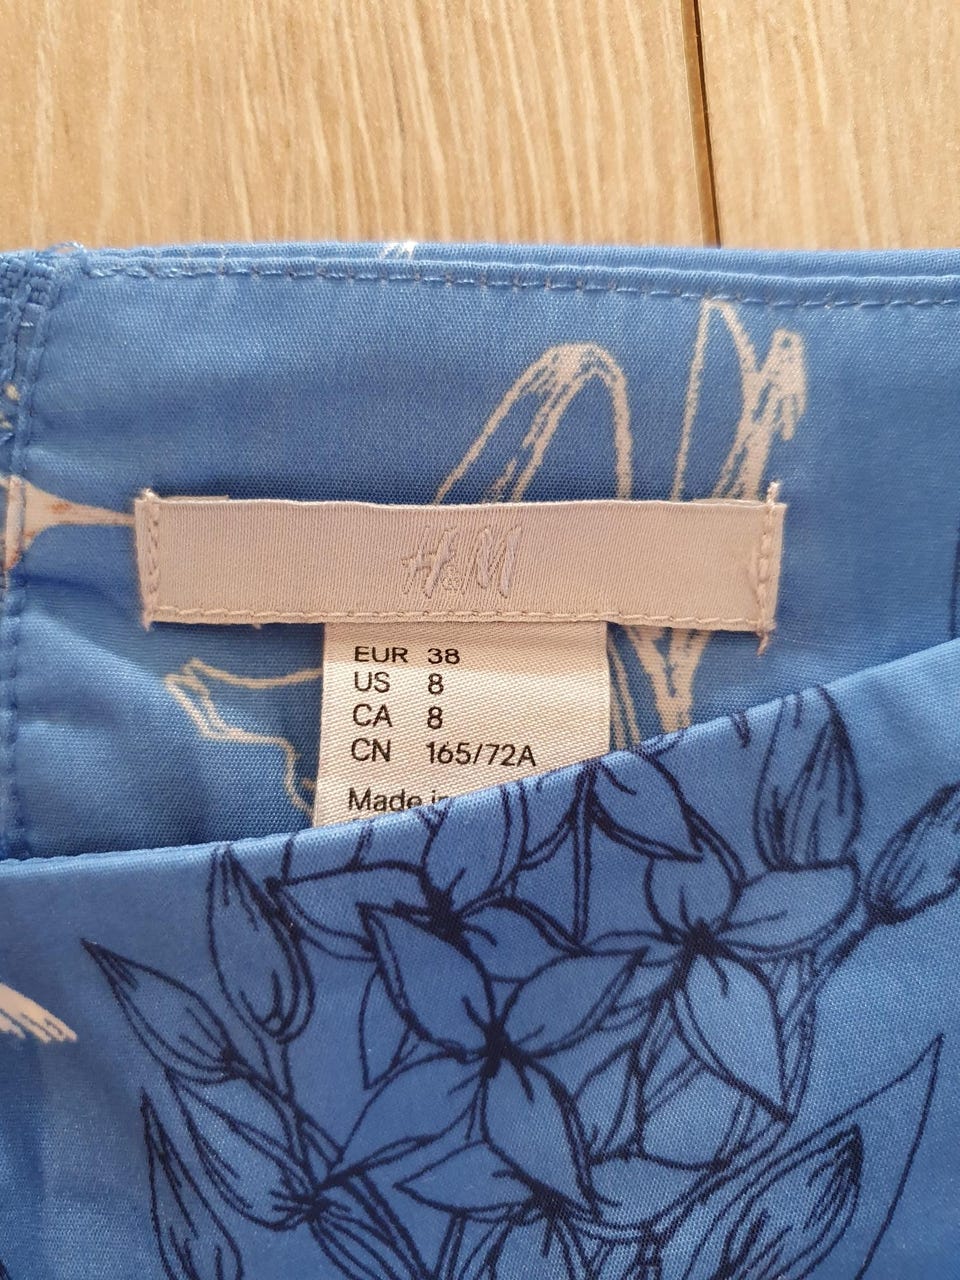 H&M
EUR 38
US 8
CA 8
CN 165/72A
Made in